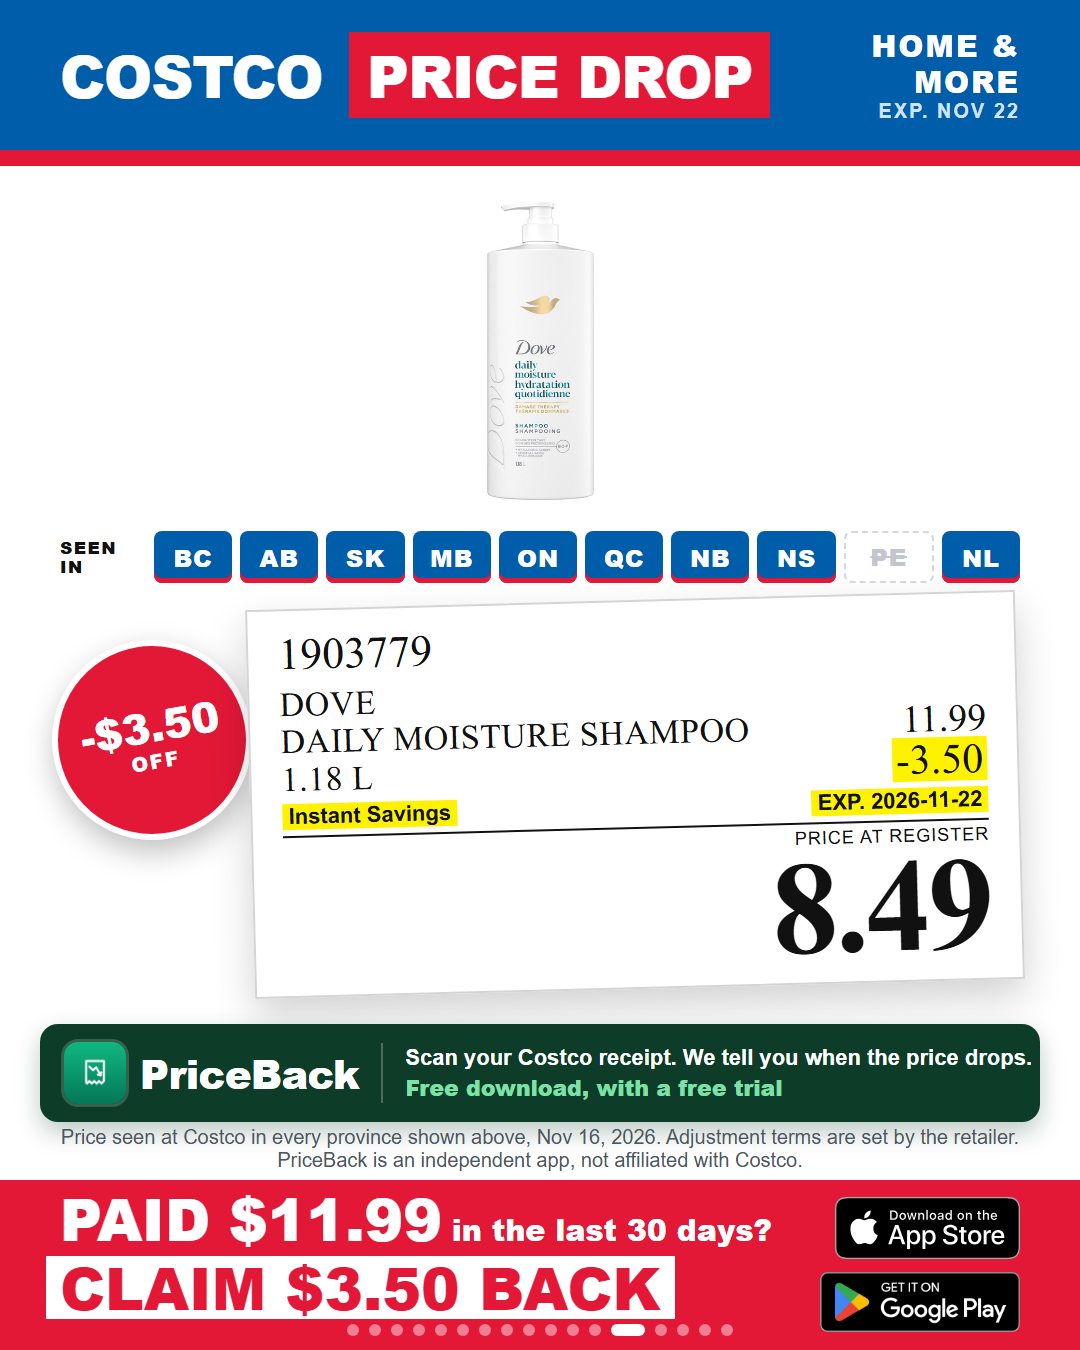 COSTCO PRICE DROP
HOME &
MORE
EXP. NOV 22
Dove
Dove
daily
moisture
hydratation
quotidienne
DAMAGE THERAPY
SHAMPOO
SHAMPOOING
SEEN
IN
BC AB SK MB ON QC NB NS PE NL
-$3.50
OFF
1903779
DOVE
DAILY MOISTURE SHAMPOO
1.18 L
11.99
-3.50
Instant Savings
EXP. 2026-11-22
PRICE AT REGISTER
8.49
PriceBack
Scan your Costco receipt. We tell you when the price drops.
Free download, with a free trial
Price seen at Costco in every province shown above, Nov 16, 2026. Adjustment terms are set by the retailer.
PriceBack is an independent app, not affiliated with Costco.
PAID $11.99 in the last 30 days?
CLAIM $3.50 BACK
Download on the
App Store
GET IT ON
Google Play